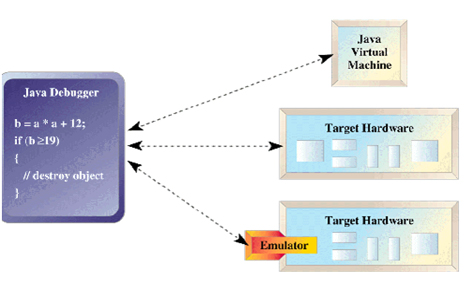 Java Debugger
b = a * a + 12;
if (b ≥19)
{
// destroy object
}
Java
Virtual
Machine
Target Hardware
Target Hardware
Emulator